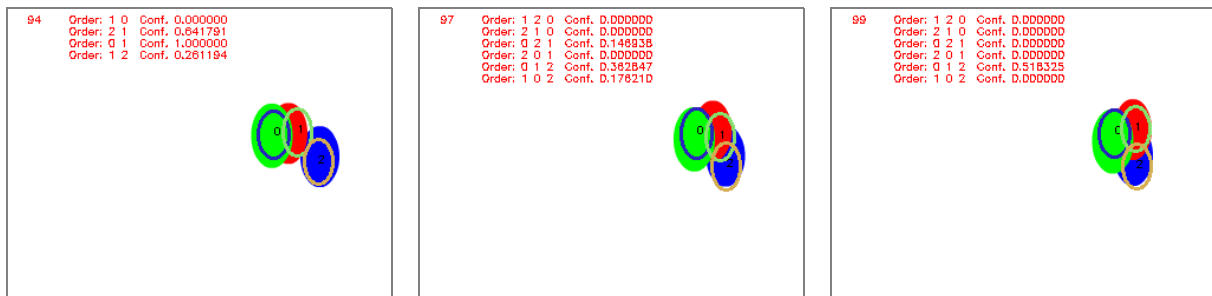 94 Order: 1 0 Conf. 0.000000
Order: 2 1 Conf. 0.641791
Order: 0 1 Conf. 1.000000
Order: 1 2 Conf. 0.261194
0 1
2
97 Order: 1 2 0 Conf. 0.000000
Order: 2 1 0 Conf. 0.000000
Order: 0 2 1 Conf. 0.146938
Order: 2 0 1 Conf. 0.000000
Order: 0 1 2 Conf. 0.362847
Order: 1 0 2 Conf. 0.176210
0 1
2
99 Order: 1 2 0 Conf. 0.000000
Order: 2 1 0 Conf. 0.000000
Order: 0 2 1 Conf. 0.000000
Order: 2 0 1 Conf. 0.000000
Order: 0 1 2 Conf. 0.518325
Order: 1 0 2 Conf. 0.000000
0 1
2